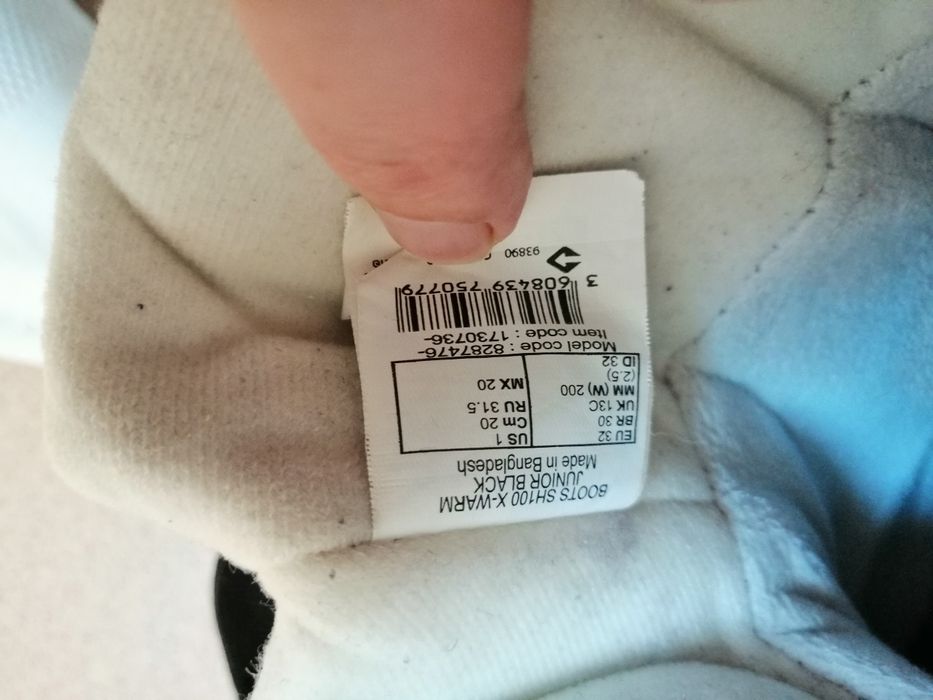 BOOTS SH100 X-WARM
JUNIOR BLACK
Made in Bangladesh
EU 32
BR 30
UK 13C
MM (W) 200
(2.5)
ID 32
US 1
Cm 20
RU 31.5
MX 20
Model code : 8287476-
Item code : 1730736-
3 608439 750779
93890